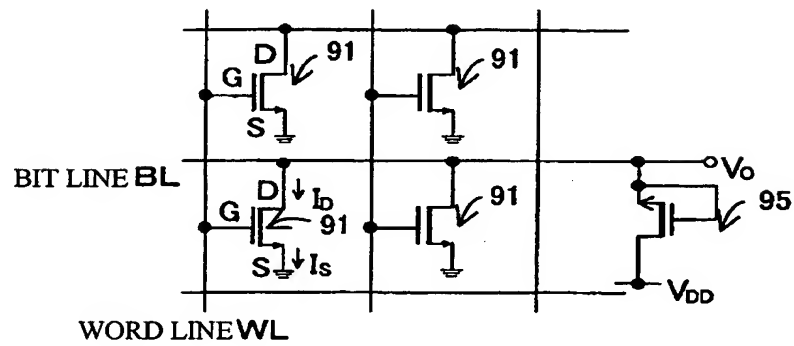 D
91
91
G
S
BIT LINE BL
Vo
D
ID
91
91
95
G
S
IS
VDD
WORD LINE WL